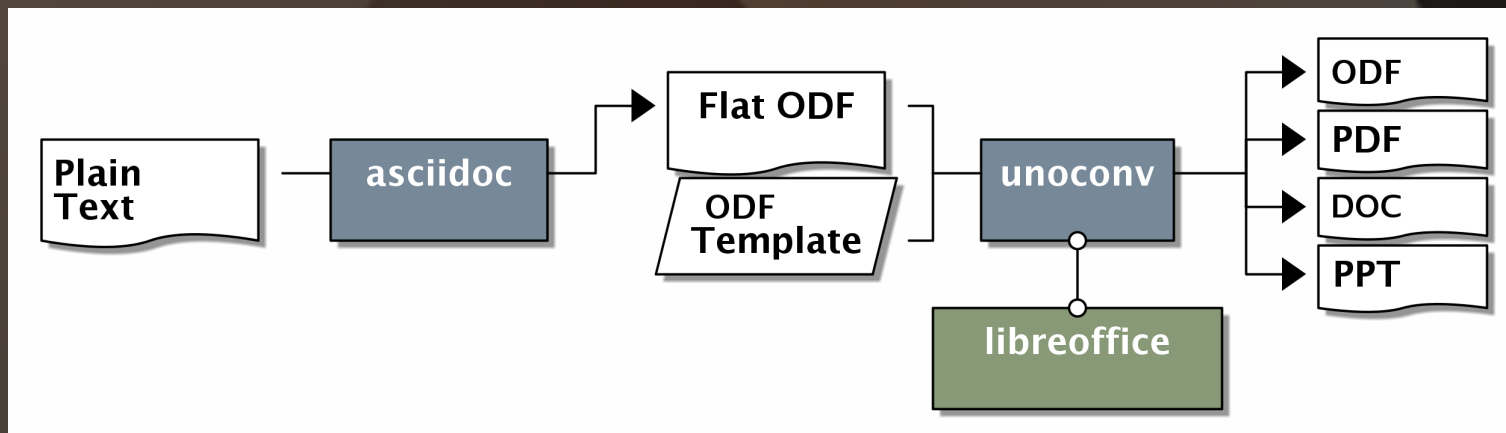 Plain
Text
asciidoc
Flat ODF
ODF
Template
unoconv
libreoffice
ODF
PDF
DOC
PPT